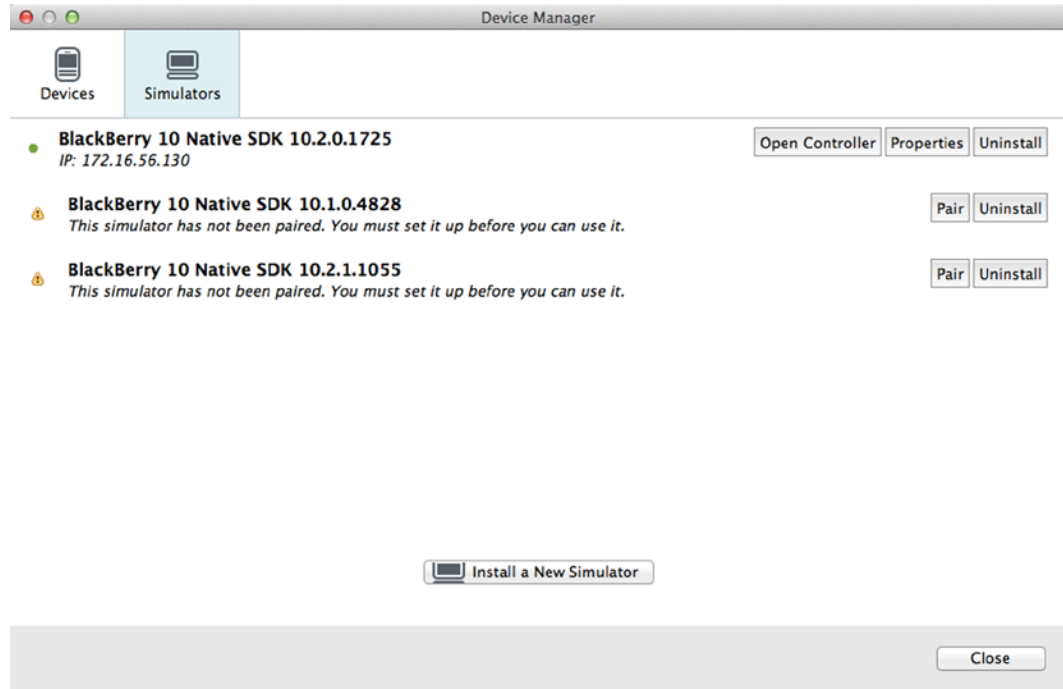 Device Manager
Devices
Simulators
BlackBerry 10 Native SDK 10.2.0.1725
IP: 172.16.56.130
Open Controller
Properties
Uninstall
BlackBerry 10 Native SDK 10.1.0.4828
This simulator has not been paired. You must set it up before you can use it.
Pair
Uninstall
BlackBerry 10 Native SDK 10.2.1.1055
This simulator has not been paired. You must set it up before you can use it.
Pair
Uninstall
Install a New Simulator
Close